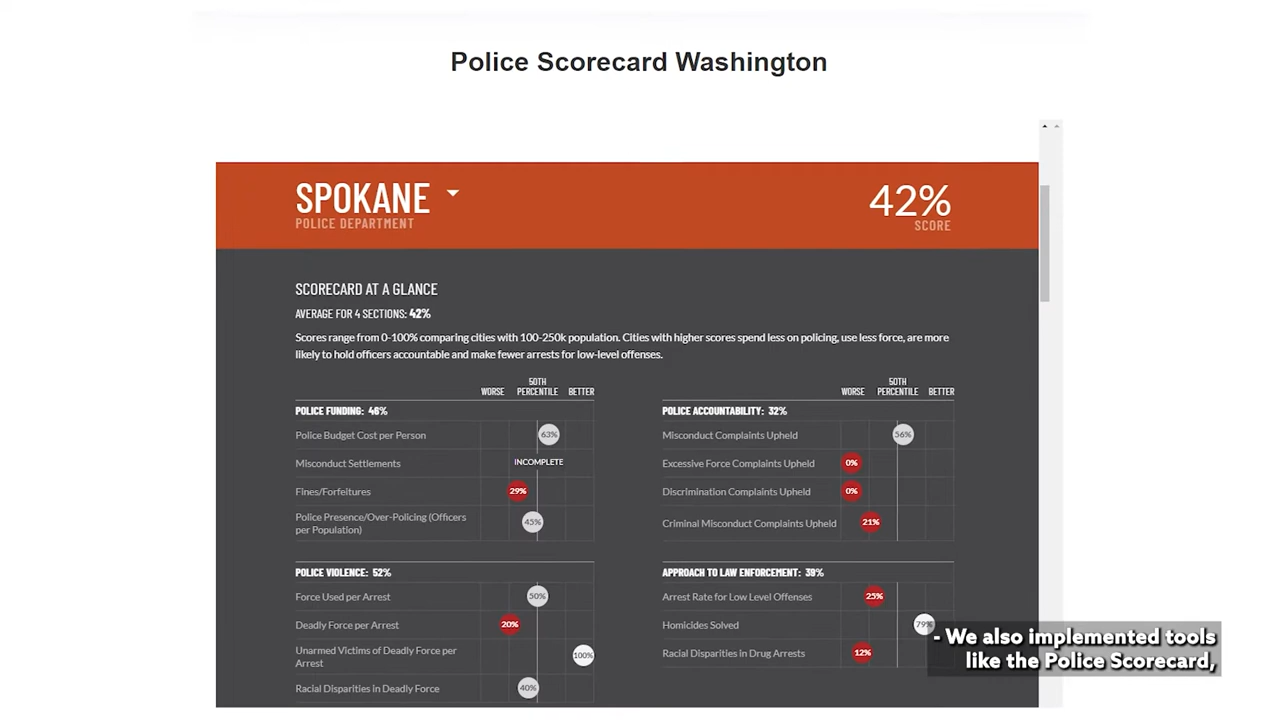 Police Scorecard Washington
SPOKANE
POLICE DEPARTMENT
42%
SCORE
SCORECARD AT A GLANCE
AVERAGE FOR 4 SECTIONS: 42%
Scores range from 0-100% comparing cities with 100-250k population. Cities with higher scores spend less on policing, use less force, are more
likely to hold officers accountable and make fewer arrests for low-level offenses.
WORSE
50TH
PERCENTILE
BETTER
POLICE FUNDING: 46%
Police Budget Cost per Person
63%
Misconduct Settlements
INCOMPLETE
Fines/Forfeitures
29%
Police Presence/Over-Policing (Officers
per Population)
45%
POLICE VIOLENCE: 52%
Force Used per Arrest
50%
Deadly Force per Arrest
20%
Unarmed Victims of Deadly Force per
Arrest
100%
Racial Disparities in Deadly Force
40%
WORSE
50TH
PERCENTILE
BETTER
POLICE ACCOUNTABILITY: 32%
Misconduct Complaints Upheld
56%
Excessive Force Complaints Upheld
0%
Discrimination Complaints Upheld
0%
Criminal Misconduct Complaints Upheld
21%
APPROACH TO LAW ENFORCEMENT: 39%
Arrest Rate for Low Level Offenses
25%
Homicides Solved
79%
Racial Disparities in Drug Arrests
12%
- We also implemented tools
like the Police Scorecard,